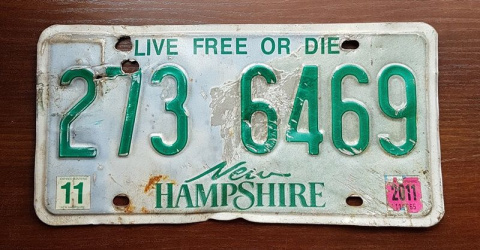 LIVE FREE OR DIE
273 6469
New
HAMPSHIRE
11
2011